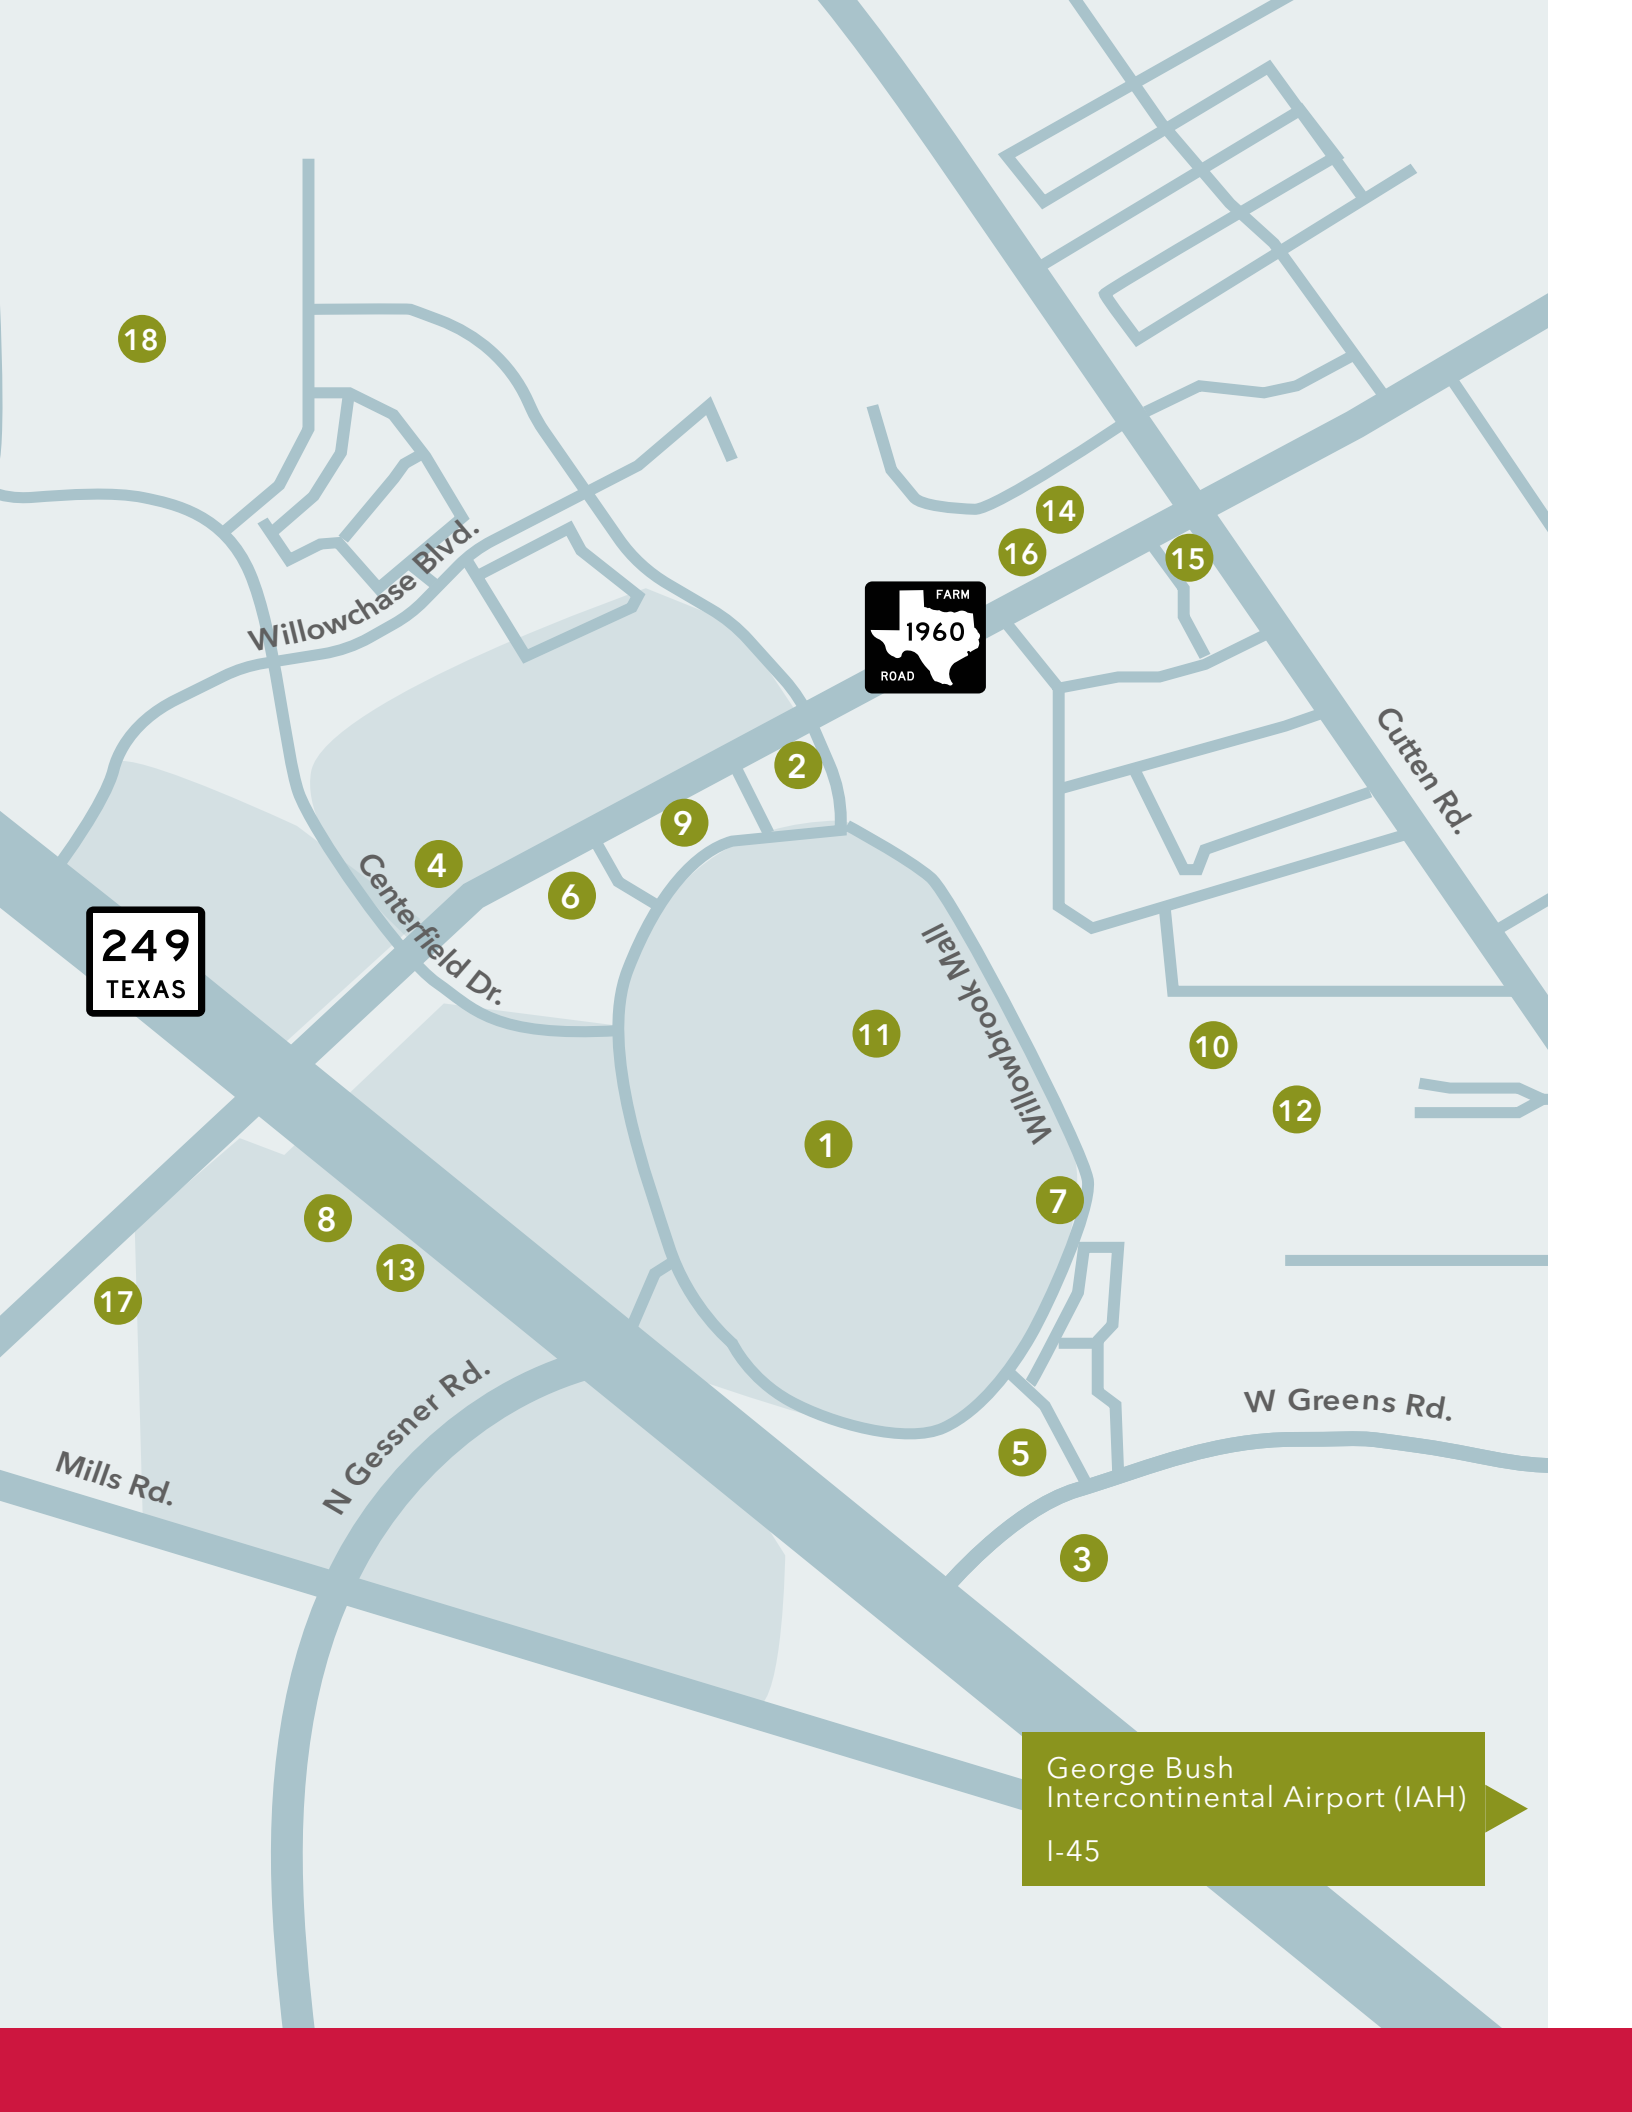 18
14
16
15
Willowchase Blvd.
FARM
1960
ROAD
Cutten Rd.
2
9
4
6
Centerfield Dr.
249
TEXAS
Willowbrook Mall
11
10
12
1
7
8
13
17
N Gessner Rd.
W Greens Rd.
Mills Rd.
5
3
George Bush
Intercontinental Airport (IAH)
I-45